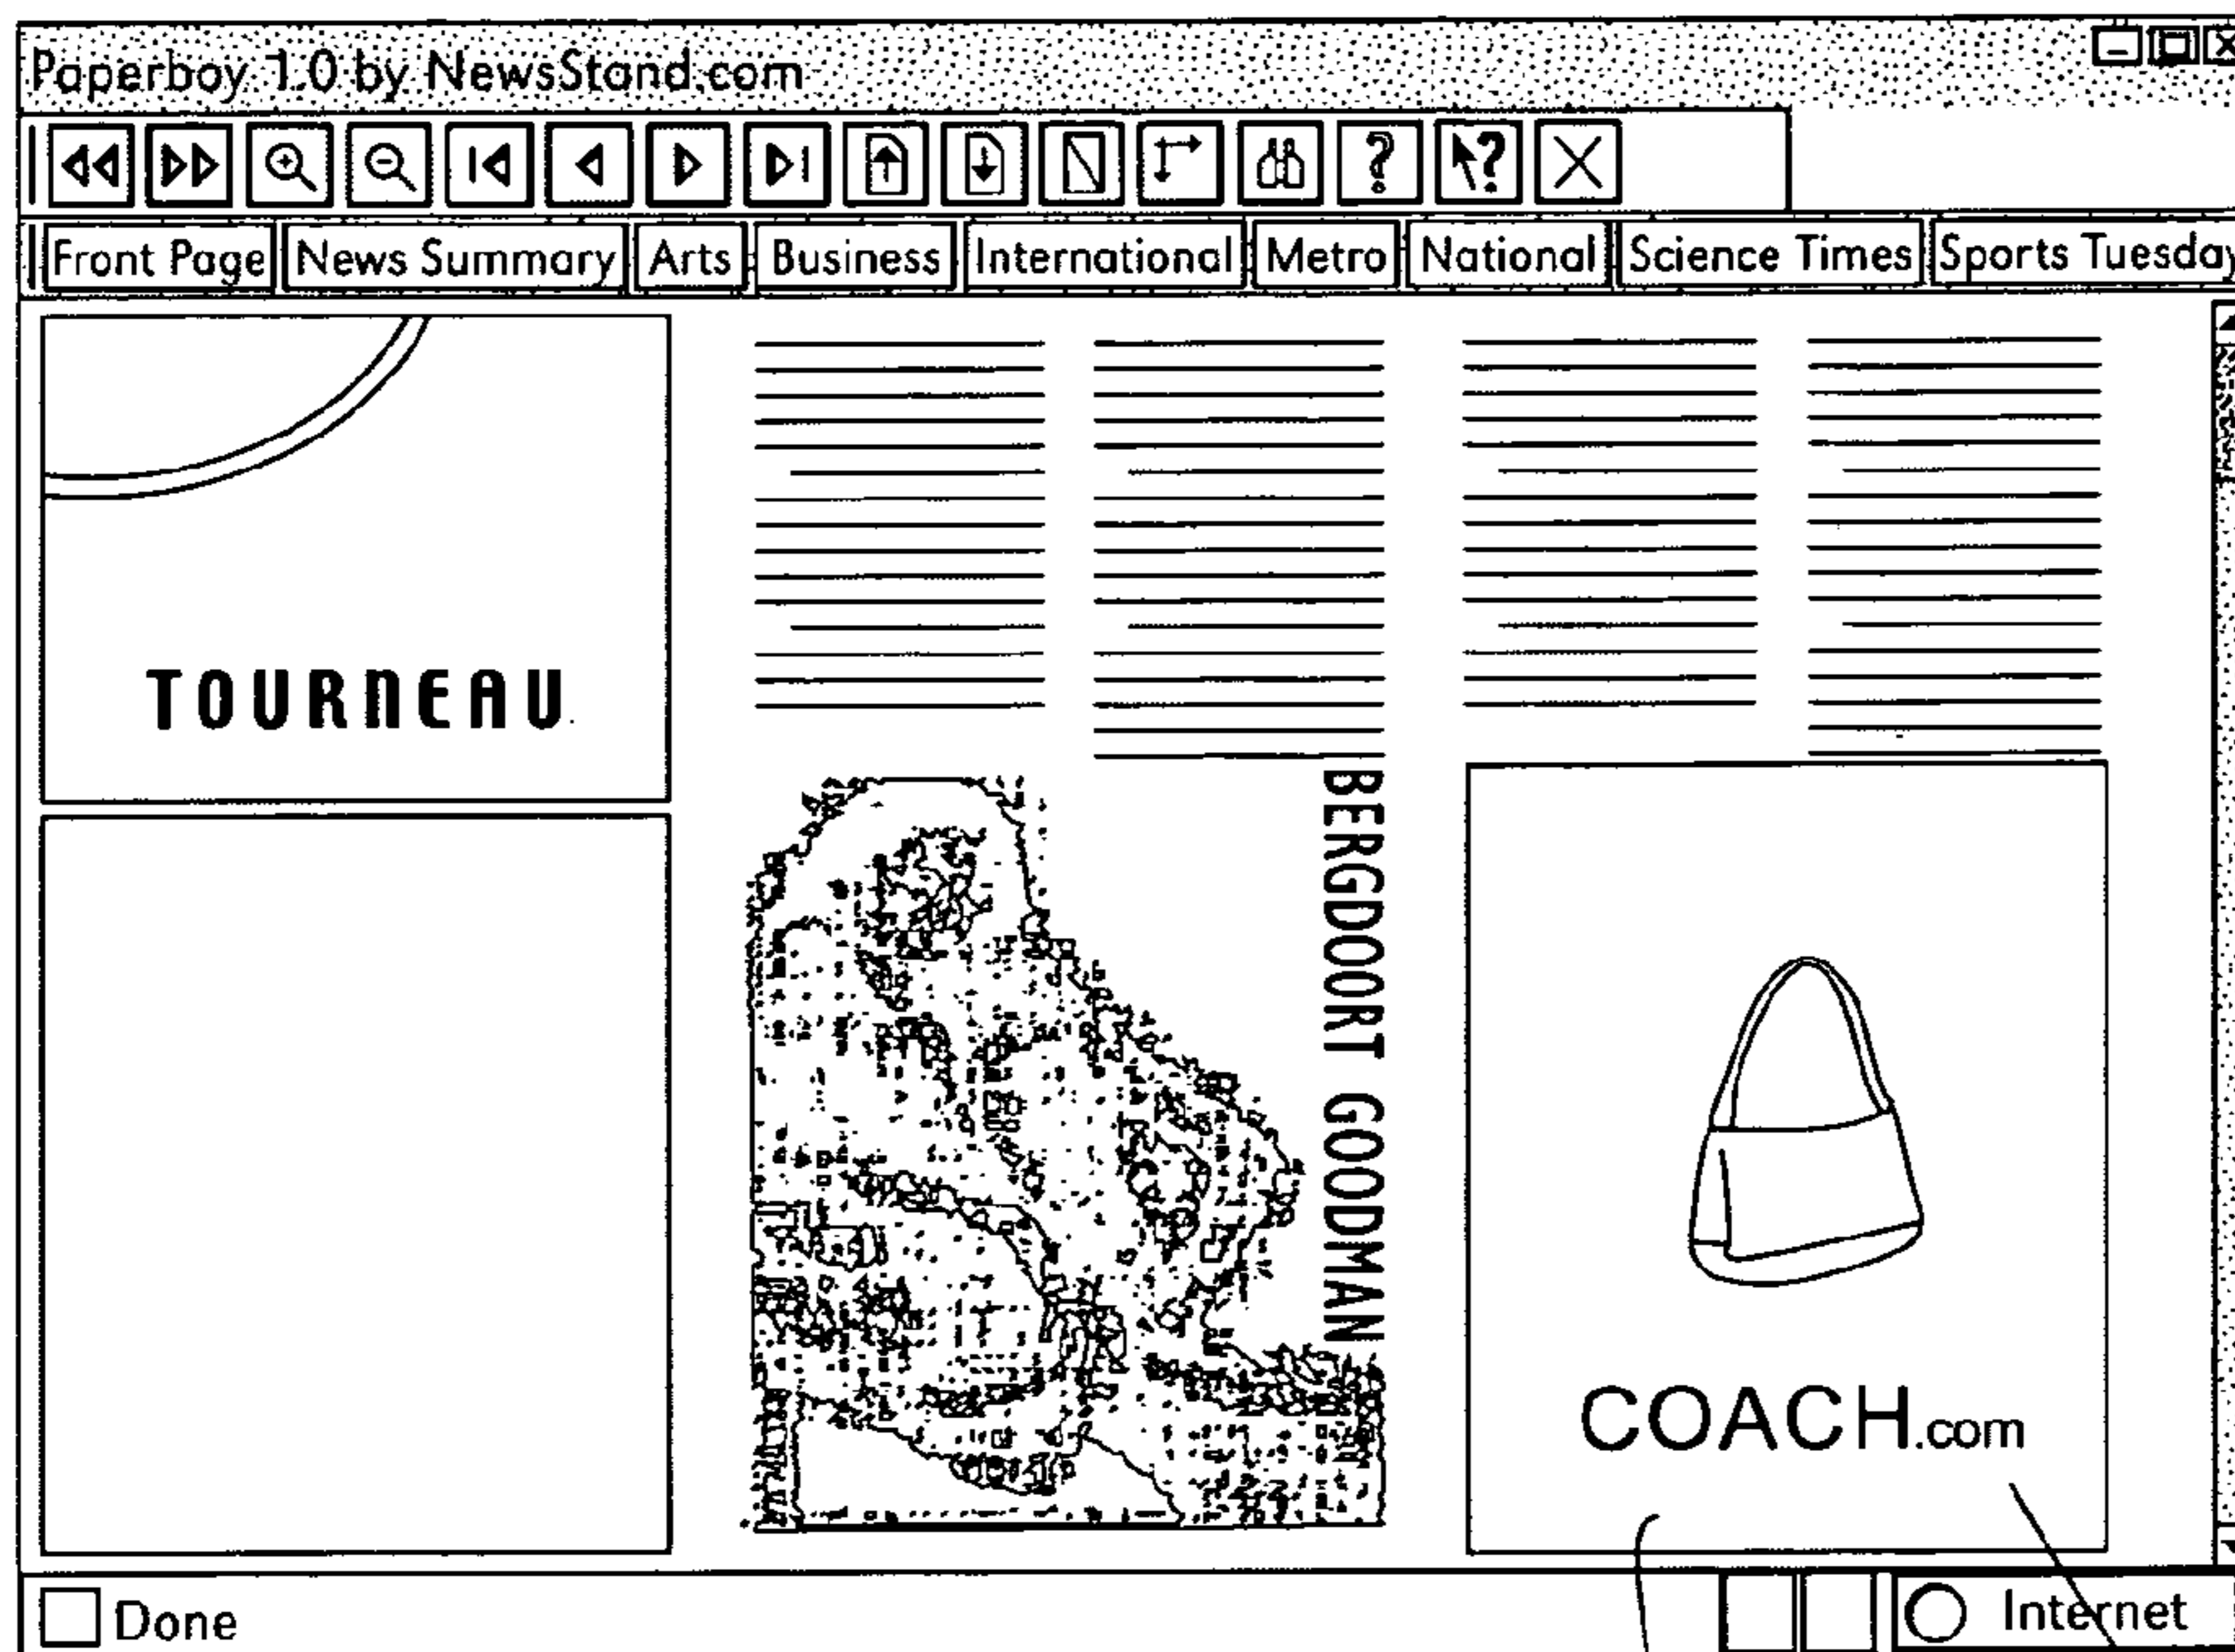 Paperboy 1.0 by NewsStand.com
Front Page News Summary Arts Business International Metro National Science Times Sports Tuesday
TOURNEAU
BERGDOORT GOODMAN
COACH.com
Done
Internet